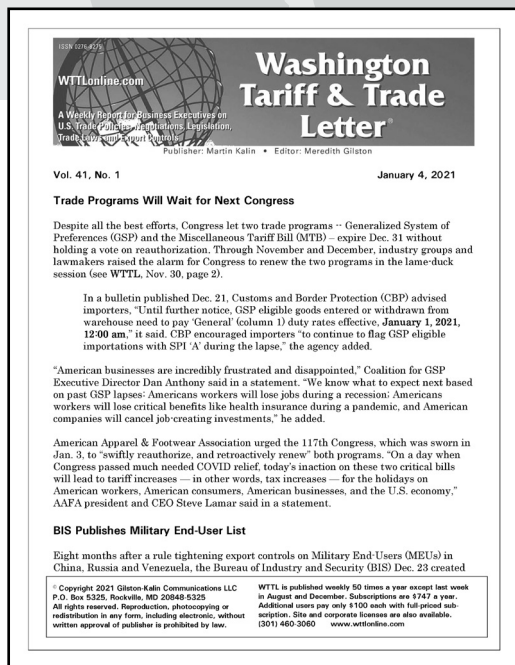 ISSN 0276-8275
WTTLonline.com
Washington
Tariff & Trade
Letter®
A Weekly Report for Business Executives on
U.S. Trade Policies, Negotiations, Legislation,
Trade Laws and Export Controls
Publisher: Martin Kalin • Editor: Meredith Gilston
Vol. 41, No. 1 January 4, 2021
Trade Programs Will Wait for Next Congress
Despite all the best efforts, Congress let two trade programs -- Generalized System of
Preferences (GSP) and the Miscellaneous Tariff Bill (MTB) – expire Dec. 31 without
holding a vote on reauthorization. Through November and December, industry groups and
lawmakers raised the alarm for Congress to renew the two programs in the lame-duck
session (see WTTL, Nov. 30, page 2).
In a bulletin published Dec. 21, Customs and Border Protection (CBP) advised
importers, “Until further notice, GSP eligible goods entered or withdrawn from
warehouse need to pay ‘General’ (column 1) duty rates effective, January 1, 2021,
12:00 am,” it said. CBP encouraged importers “to continue to flag GSP eligible
importations with SPI ‘A’ during the lapse,” the agency added.
“American businesses are incredibly frustrated and disappointed,” Coalition for GSP
Executive Director Dan Anthony said in a statement. “We know what to expect next based
on past GSP lapses: Americans workers will lose jobs during a recession; Americans
workers will lose critical benefits like health insurance during a pandemic, and American
companies will cancel job-creating investments,” he added.
American Apparel & Footwear Association urged the 117th Congress, which was sworn in
Jan. 3, to “swiftly reauthorize, and retroactively renew” both programs. “On a day when
Congress passed much needed COVID relief, today’s inaction on these two critical bills
will lead to tariff increases — in other words, tax increases — for the holidays on
American workers, American consumers, American businesses, and the U.S. economy,”
AAFA president and CEO Steve Lamar said in a statement.
BIS Publishes Military End-User List
Eight months after a rule tightening export controls on Military End-Users (MEUs) in
China, Russia and Venezuela, the Bureau of Industry and Security (BIS) Dec. 23 created
© Copyright 2021 Gilston-Kalin Communications LLC
P.O. Box 5325, Rockville, MD 20848-5325
All rights reserved. Reproduction, photocopying or
redistribution in any form, including electronic, without
written approval of publisher is prohibited by law.
WTTL is published weekly 50 times a year except last week
in August and December. Subscriptions are $747 a year.
Additional users pay only $100 each with full-priced sub-
scription. Site and corporate licenses are also available.
(301) 460-3060 www.wttlonline.com